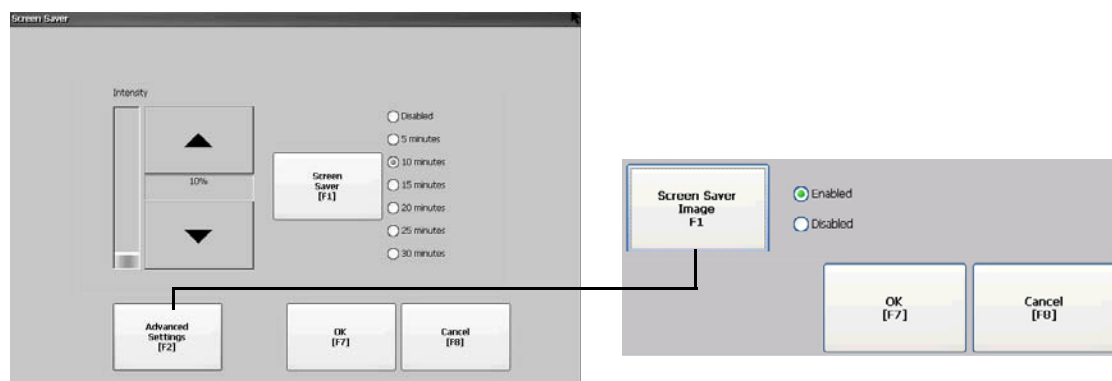 Screen Saver
Intensity
10%
Screen
Saver
[F1]
Disabled
5 minutes
10 minutes
15 minutes
20 minutes
25 minutes
30 minutes
Advanced
Settings
[F2]
OK
[F7]
Cancel
[F8]
Screen Saver
Image
F1
Enabled
Disabled
OK
[F7]
Cancel
[F8]